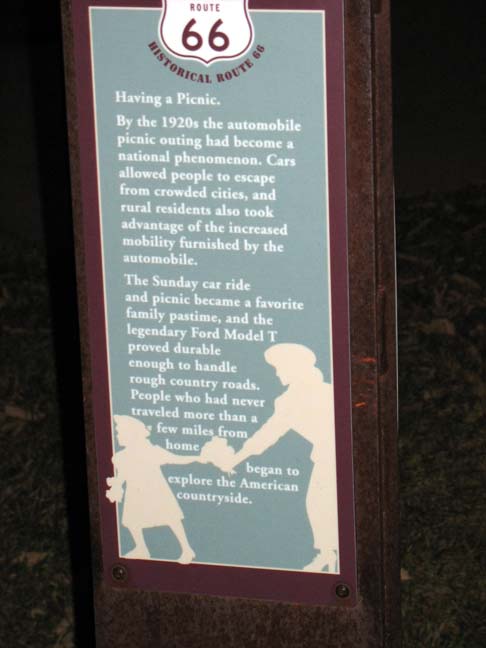 ROUTE
66
HISTORICAL ROUTE 66
Having a Picnic.
By the 1920s the automobile
picnic outing had become a
national phenomenon. Cars
allowed people to escape
from crowded cities, and
rural residents also took
advantage of the increased
mobility furnished by the
automobile.
The Sunday car ride
and picnic became a favorite
family pastime, and the
legendary Ford Model T
proved durable
enough to handle
rough country roads.
People who had never
traveled more than a
few miles from
home
began to
explore the American
countryside.